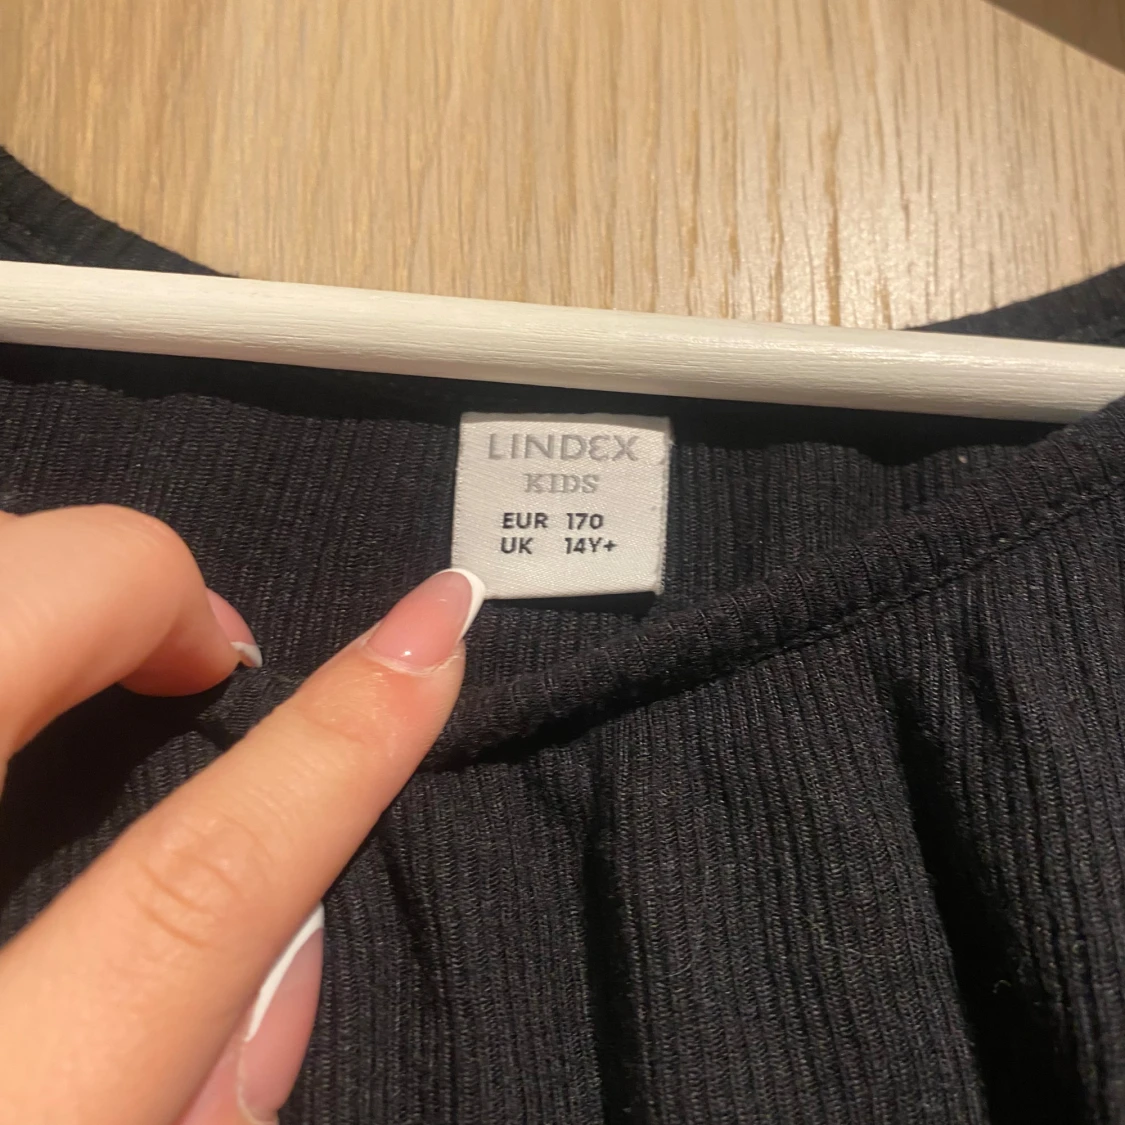 LINDEX
KIDS
EUR 170
UK 14Y+